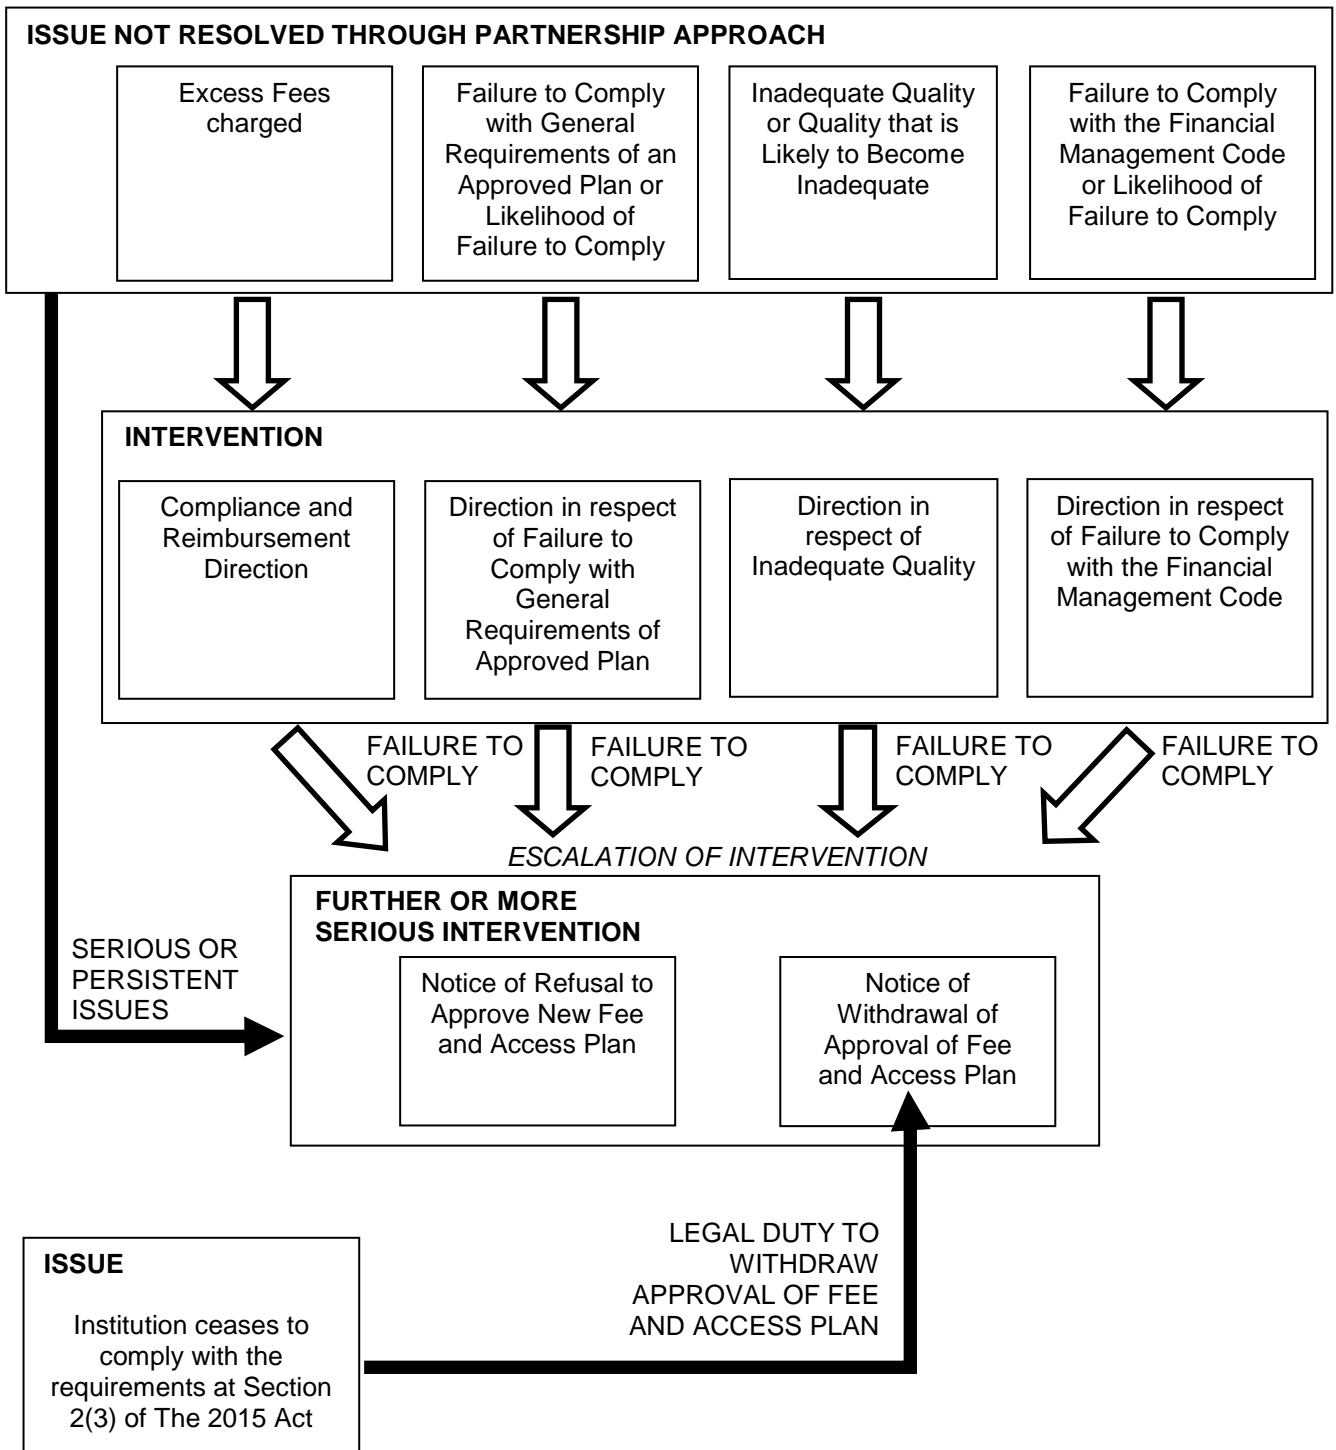 ISSUE NOT RESOLVED THROUGH PARTNERSHIP APPROACH
Excess Fees
charged
Failure to Comply
with General
Requirements of an
Approved Plan or
Likelihood of
Failure to Comply
Inadequate Quality
or Quality that is
Likely to Become
Inadequate
Failure to Comply
with the Financial
Management Code
or Likelihood of
Failure to Comply
INTERVENTION
Compliance and
Reimbursement
Direction
Direction in respect
of Failure to
Comply with
General
Requirements of
Approved Plan
Direction in
respect of
Inadequate Quality
Direction in respect
of Failure to Comply
with the Financial
Management Code
FAILURE TO
COMPLY
FAILURE TO
COMPLY
FAILURE TO
COMPLY
FAILURE TO
COMPLY
ESCALATION OF INTERVENTION
FURTHER OR MORE
SERIOUS INTERVENTION
SERIOUS OR
PERSISTENT
ISSUES
Notice of Refusal to
Approve New Fee
and Access Plan
Notice of
Withdrawal of
Approval of Fee
and Access Plan
LEGAL DUTY TO
WITHDRAW
APPROVAL OF FEE
AND ACCESS PLAN
ISSUE
Institution ceases to
comply with the
requirements at Section
2(3) of The 2015 Act